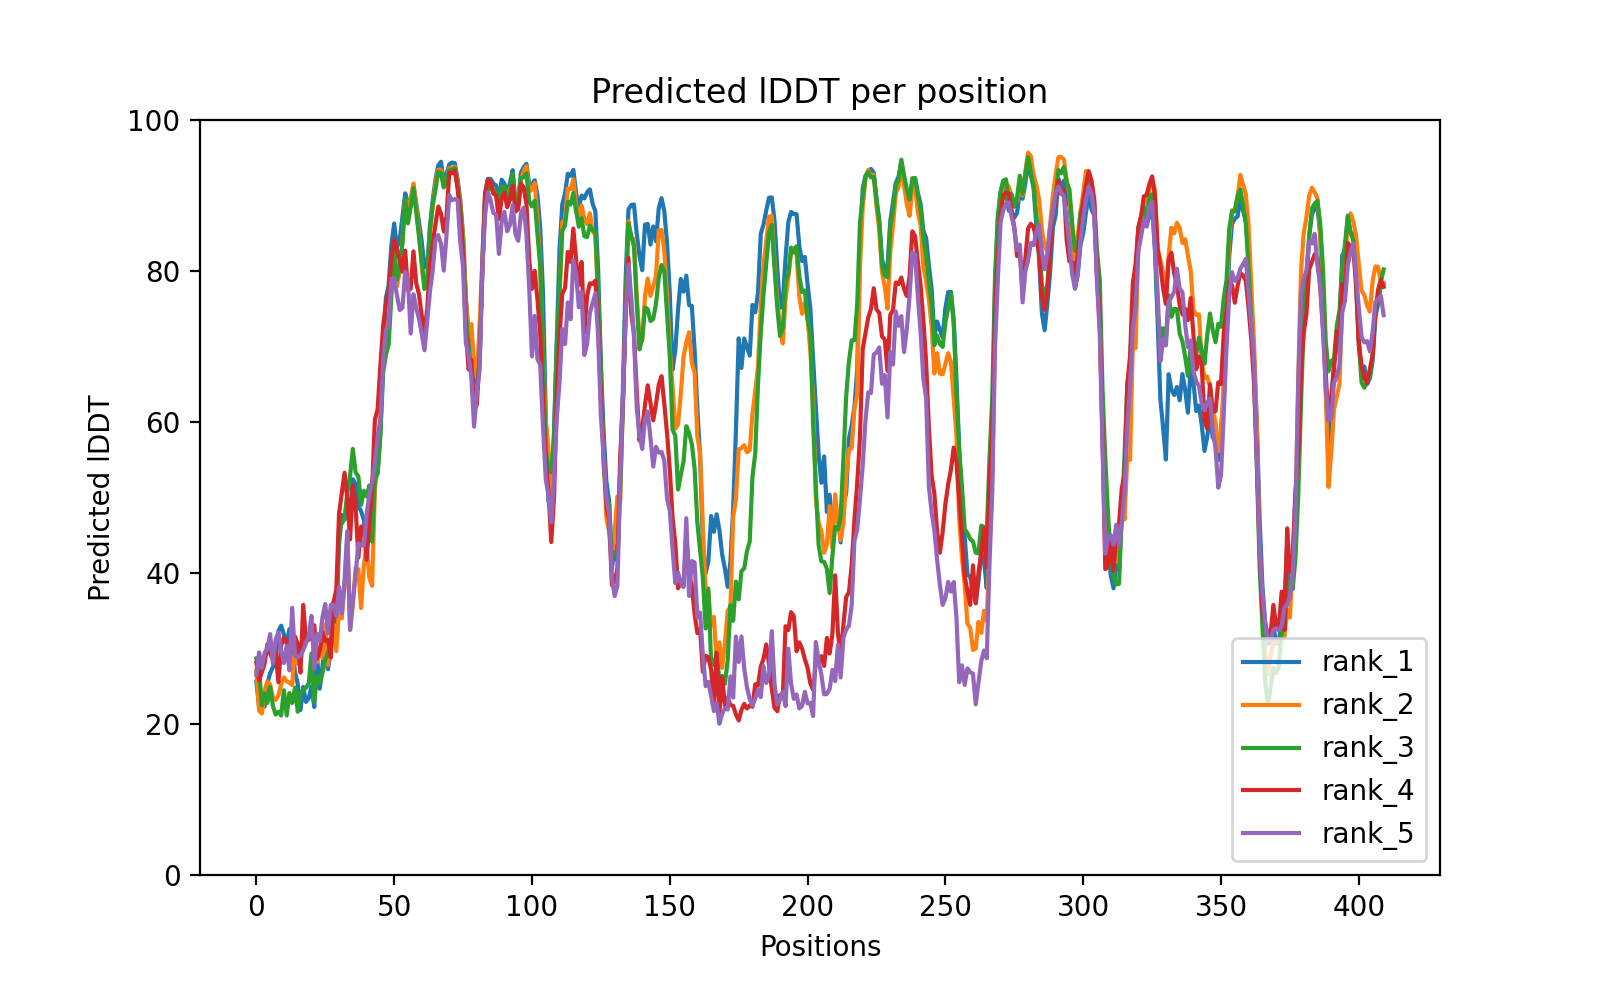 Predicted lDDT per position
Predicted lDDT
100
80
60
40
20
0
0 50 100 150 200 250 300 350 400
Positions
rank_1
rank_2
rank_3
rank_4
rank_5